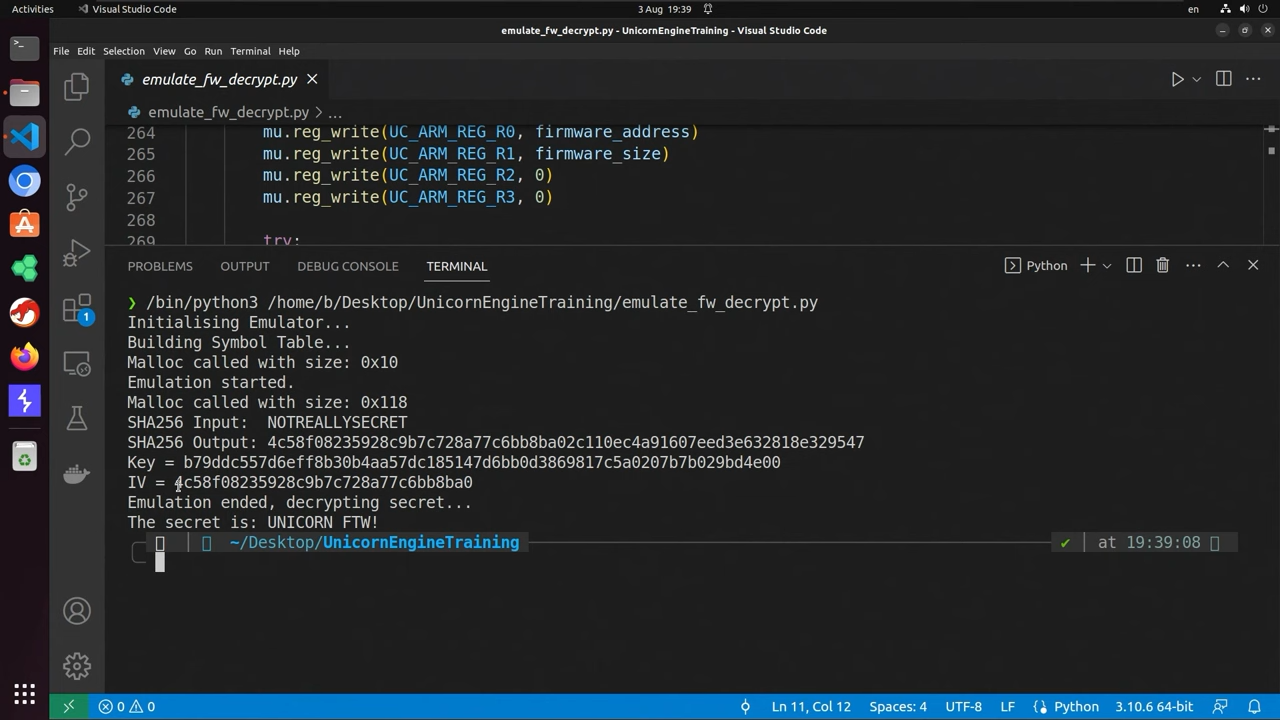 Activities
Visual Studio Code
3 Aug 19:39
en
emulate_fw_decrypt.py - UnicornEngineTraining - Visual Studio Code
File Edit Selection View Go Run Terminal Help
emulate_fw_decrypt.py
emulate_fw_decrypt.py > ...
264 mu.reg_write(UC_ARM_REG_R0, firmware_address)
265 mu.reg_write(UC_ARM_REG_R1, firmware_size)
266 mu.reg_write(UC_ARM_REG_R2, 0)
267 mu.reg_write(UC_ARM_REG_R3, 0)
268
269 try:
PROBLEMS OUTPUT DEBUG CONSOLE TERMINAL
Python
❯ /bin/python3 /home/b/Desktop/UnicornEngineTraining/emulate_fw_decrypt.py
Initialising Emulator...
Building Symbol Table...
Malloc called with size: 0x10
Emulation started.
Malloc called with size: 0x118
SHA256 Input:  NOTREALLYSECRET
SHA256 Output: 4c58f08235928c9b7c728a77c6bb8ba02c110ec4a91607eed3e632818e329547
Key = b79ddc557d6eff8b30b4aa57dc185147d6bb0d3869817c5a0207b7b029bd4e00
IV = 4c58f08235928c9b7c728a77c6bb8ba0
Emulation ended, decrypting secret...
The secret is: UNICORN FTW!
~/Desktop/UnicornEngineTraining
✔ | at 19:39:08
1
0 0
Ln 11, Col 12 Spaces: 4 UTF-8 LF Python 3.10.6 64-bit